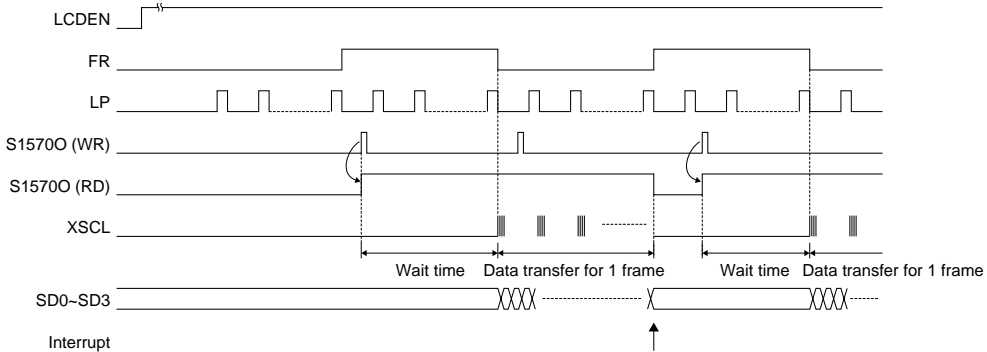 LCDEN
FR
LP
S1570O (WR)
S1570O (RD)
XSCL
Wait time Data transfer for 1 frame Wait time Data transfer for 1 frame
SD0~SD3
Interrupt